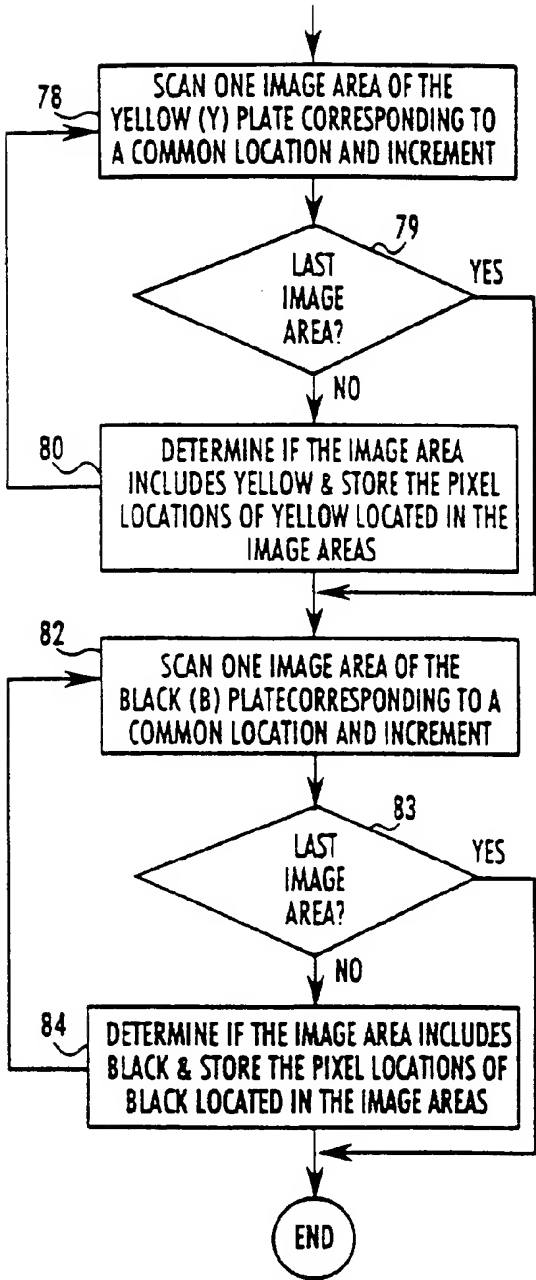 78
SCAN ONE IMAGE AREA OF THE
YELLOW (Y) PLATE CORRESPONDING TO
A COMMON LOCATION AND INCREMENT
79
LAST
IMAGE
AREA?
YES
NO
80
DETERMINE IF THE IMAGE AREA
INCLUDES YELLOW & STORE THE PIXEL
LOCATIONS OF YELLOW LOCATED IN THE
IMAGE AREAS
82
SCAN ONE IMAGE AREA OF THE
BLACK (B) PLATECORRESPONDING TO A
COMMON LOCATION AND INCREMENT
83
LAST
IMAGE
AREA?
YES
NO
84
DETERMINE IF THE IMAGE AREA INCLUDES
BLACK & STORE THE PIXEL LOCATIONS OF
BLACK LOCATED IN THE IMAGE AREAS
END